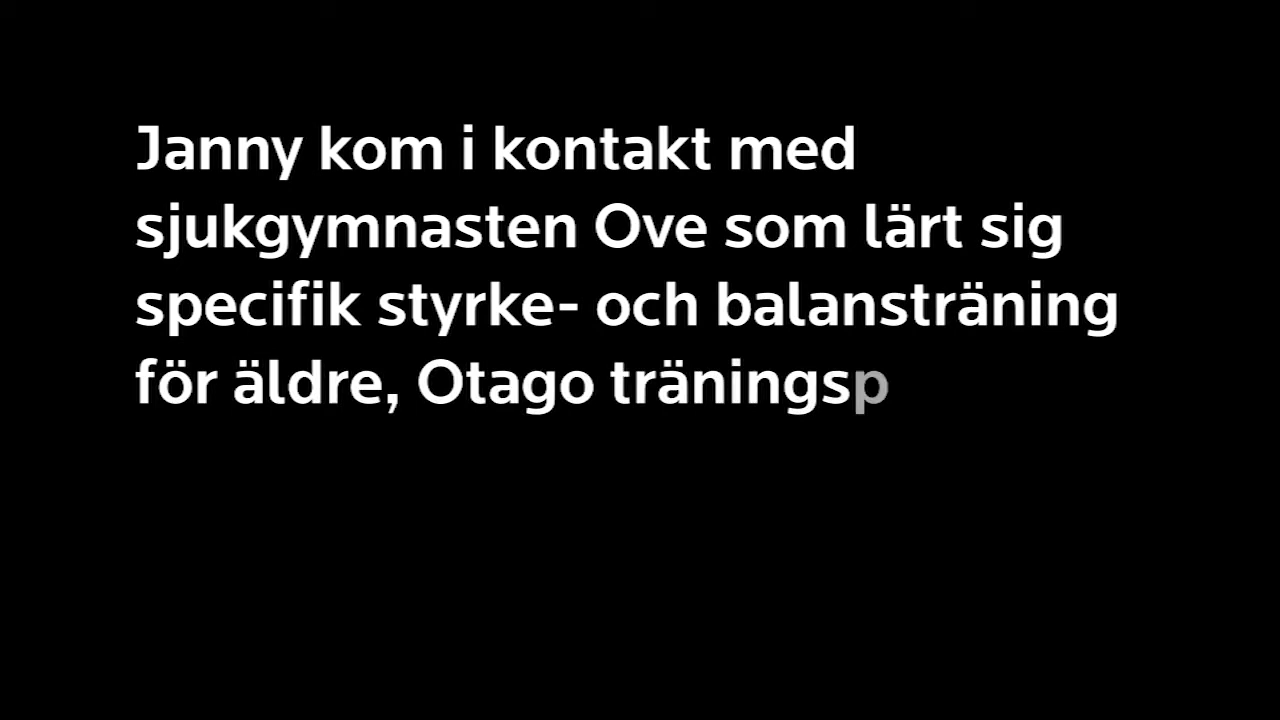 Janny kom i kontakt med
sjukgymnasten Ove som lärt sig
specifik styrke- och balansträning
för äldre, Otago träningsp